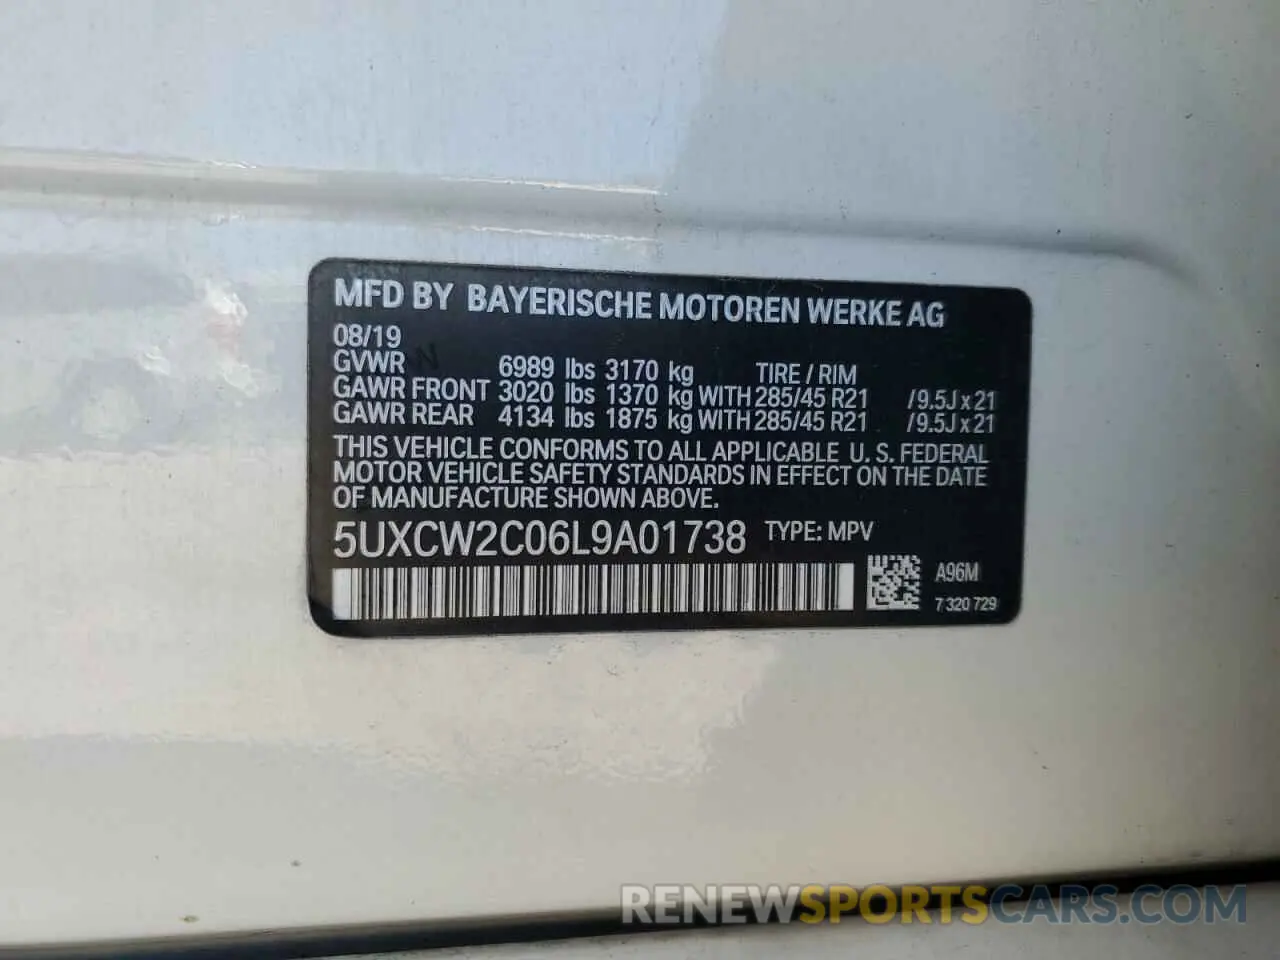 MFD BY BAYERISCHE MOTOREN WERKE AG
08/19
GVWR 6989 lbs 3170 kg TIRE / RIM
GAWR FRONT 3020 lbs 1370 kg WITH 285/45 R21 /9.5J x 21
GAWR REAR 4134 lbs 1875 kg WITH 285/45 R21 /9.5J x 21
THIS VEHICLE CONFORMS TO ALL APPLICABLE U. S. FEDERAL
MOTOR VEHICLE SAFETY STANDARDS IN EFFECT ON THE DATE
OF MANUFACTURE SHOWN ABOVE.
5UXCW2C06L9A01738 TYPE: MPV
A96M
7 320 729
RENEWSPORTSCARS.COM